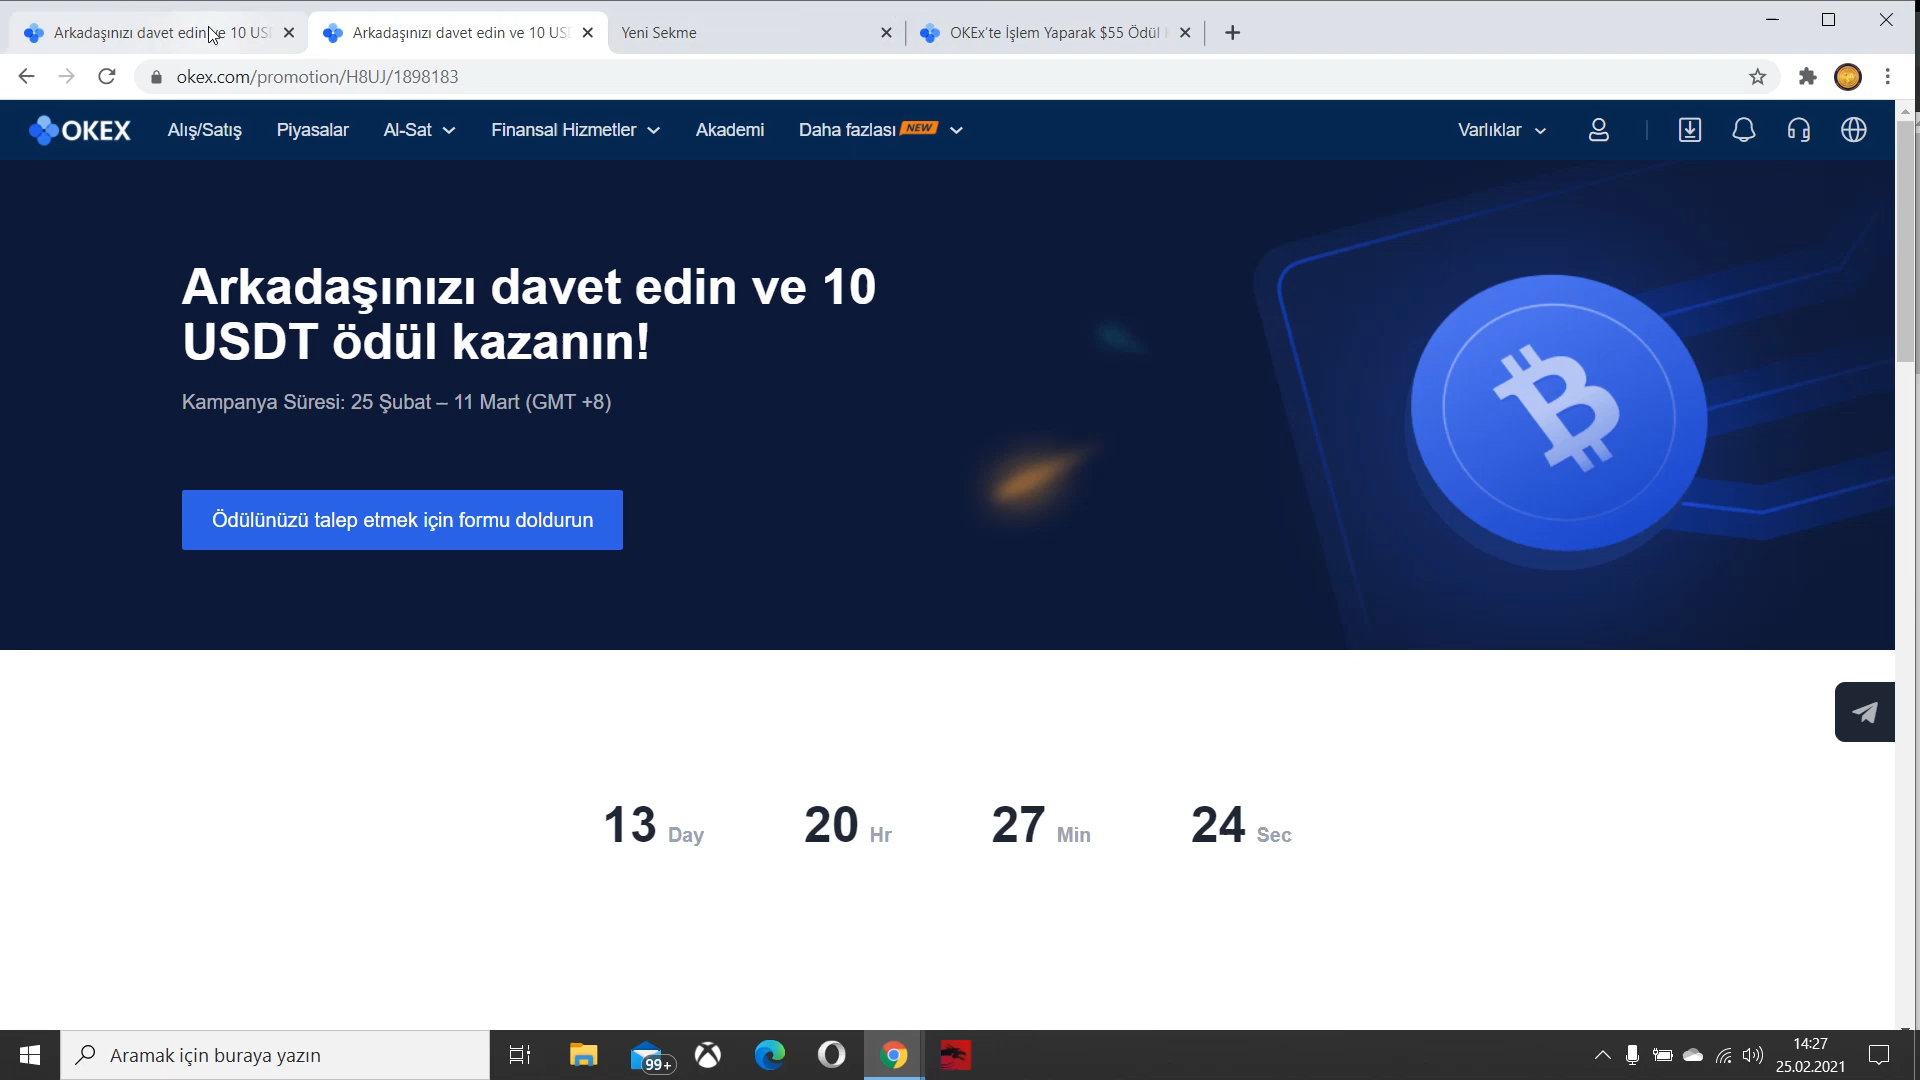 Arkadaşınızı davet edin ve 10 US
Arkadaşınızı davet edin ve 10 US
Yeni Sekme
OKEx'te İşlem Yaparak $55 Ödül
okex.com/promotion/H8UJ/1898183
OKEX
Alış/Satış
Piyasalar
Al-Sat
Finansal Hizmetler
Akademi
Daha fazlası
NEW
Varlıklar
Arkadaşınızı davet edin ve 10
USDT ödül kazanın!
Kampanya Süresi: 25 Şubat – 11 Mart (GMT +8)
Ödülünüzü talep etmek için formu doldurun
13 Day 20 Hr 27 Min 24 Sec
Aramak için buraya yazın
99+
14:27
25.02.2021